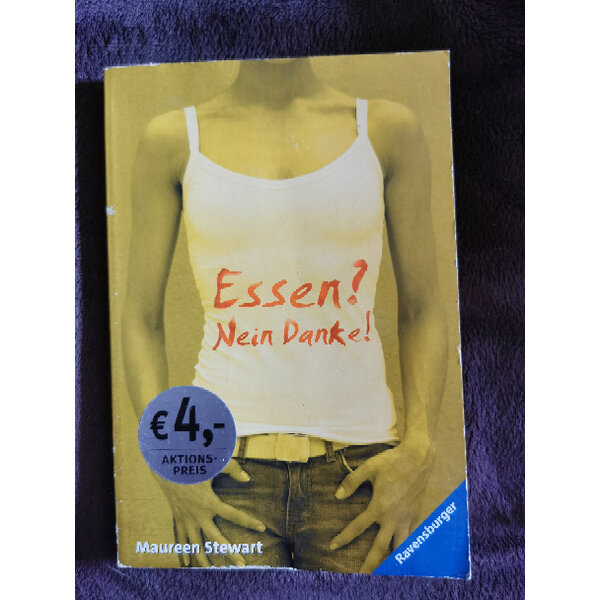 Essen?
Nein Danke!
€4,-
AKTIONS-
PREIS
Maureen Stewart
Ravensburger